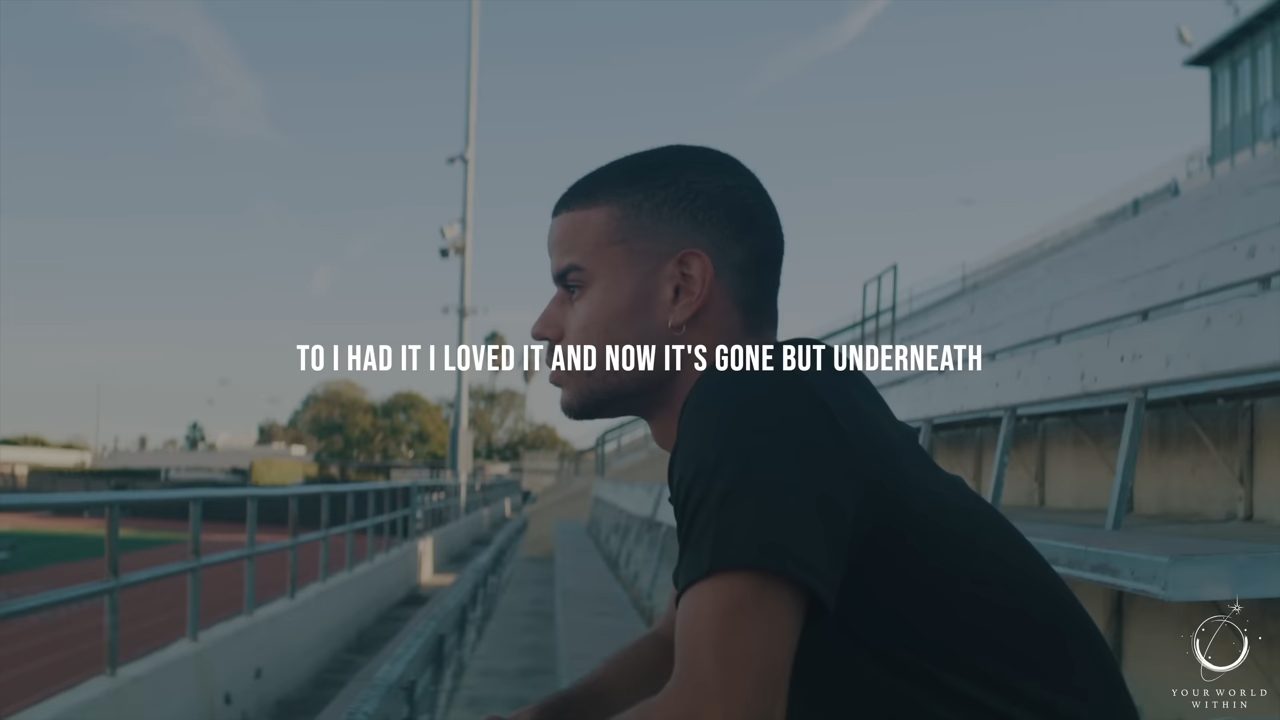 TO I HAD IT I LOVED IT AND NOW IT'S GONE BUT UNDERNEATH
YOUR WORLD
WITHIN